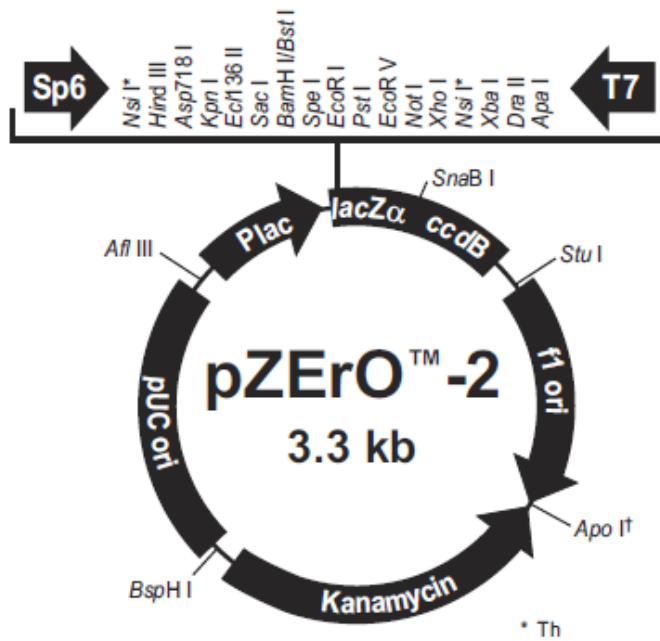 Sp6
Nsi I*
Hind III
Asp718 I
Kpn I
Ecl136 II
Sac I
BamH I/Bst I
Spe I
EcoR I
Pst I
EcoR V
Not I
Xho I
Nsi I*
Xba I
Dra II
Apa I
T7
SnaB I
Plac
lacZα
ccdB
Afl III
Stu I
pZErO™-2
3.3 kb
f1 ori
pUC ori
Apo I†
BspH I
Kanamycin
* Th